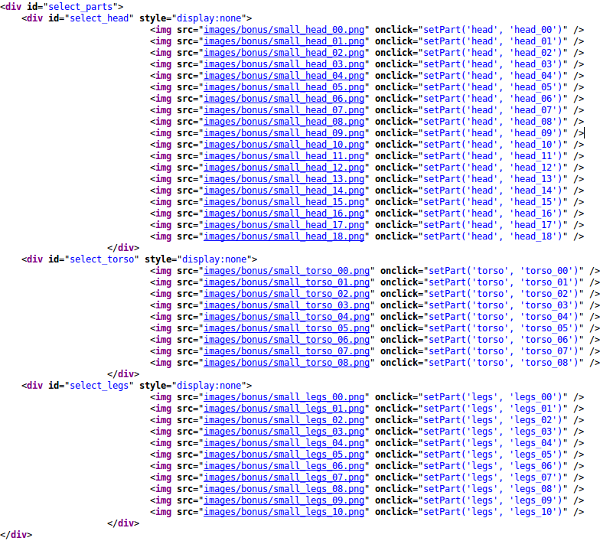 <div id="select_parts">
<div id="select_head" style="display:none">
<img src="images/bonus/small_head_00.png" onclick="setPart('head', 'head_00')" />
<img src="images/bonus/small_head_01.png" onclick="setPart('head', 'head_01')" />
<img src="images/bonus/small_head_02.png" onclick="setPart('head', 'head_02')" />
<img src="images/bonus/small_head_03.png" onclick="setPart('head', 'head_03')" />
<img src="images/bonus/small_head_04.png" onclick="setPart('head', 'head_04')" />
<img src="images/bonus/small_head_05.png" onclick="setPart('head', 'head_05')" />
<img src="images/bonus/small_head_06.png" onclick="setPart('head', 'head_06')" />
<img src="images/bonus/small_head_07.png" onclick="setPart('head', 'head_07')" />
<img src="images/bonus/small_head_08.png" onclick="setPart('head', 'head_08')" />
<img src="images/bonus/small_head_09.png" onclick="setPart('head', 'head_09')" />
<img src="images/bonus/small_head_10.png" onclick="setPart('head', 'head_10')" />
<img src="images/bonus/small_head_11.png" onclick="setPart('head', 'head_11')" />
<img src="images/bonus/small_head_12.png" onclick="setPart('head', 'head_12')" />
<img src="images/bonus/small_head_13.png" onclick="setPart('head', 'head_13')" />
<img src="images/bonus/small_head_14.png" onclick="setPart('head', 'head_14')" />
<img src="images/bonus/small_head_15.png" onclick="setPart('head', 'head_15')" />
<img src="images/bonus/small_head_16.png" onclick="setPart('head', 'head_16')" />
<img src="images/bonus/small_head_17.png" onclick="setPart('head', 'head_17')" />
<img src="images/bonus/small_head_18.png" onclick="setPart('head', 'head_18')" />
</div>
<div id="select_torso" style="display:none">
<img src="images/bonus/small_torso_00.png" onclick="setPart('torso', 'torso_00')" />
<img src="images/bonus/small_torso_01.png" onclick="setPart('torso', 'torso_01')" />
<img src="images/bonus/small_torso_02.png" onclick="setPart('torso', 'torso_02')" />
<img src="images/bonus/small_torso_03.png" onclick="setPart('torso', 'torso_03')" />
<img src="images/bonus/small_torso_04.png" onclick="setPart('torso', 'torso_04')" />
<img src="images/bonus/small_torso_05.png" onclick="setPart('torso', 'torso_05')" />
<img src="images/bonus/small_torso_06.png" onclick="setPart('torso', 'torso_06')" />
<img src="images/bonus/small_torso_07.png" onclick="setPart('torso', 'torso_07')" />
<img src="images/bonus/small_torso_08.png" onclick="setPart('torso', 'torso_08')" />
</div>
<div id="select_legs" style="display:none">
<img src="images/bonus/small_legs_00.png" onclick="setPart('legs', 'legs_00')" />
<img src="images/bonus/small_legs_01.png" onclick="setPart('legs', 'legs_01')" />
<img src="images/bonus/small_legs_02.png" onclick="setPart('legs', 'legs_02')" />
<img src="images/bonus/small_legs_03.png" onclick="setPart('legs', 'legs_03')" />
<img src="images/bonus/small_legs_04.png" onclick="setPart('legs', 'legs_04')" />
<img src="images/bonus/small_legs_05.png" onclick="setPart('legs', 'legs_05')" />
<img src="images/bonus/small_legs_06.png" onclick="setPart('legs', 'legs_06')" />
<img src="images/bonus/small_legs_07.png" onclick="setPart('legs', 'legs_07')" />
<img src="images/bonus/small_legs_08.png" onclick="setPart('legs', 'legs_08')" />
<img src="images/bonus/small_legs_09.png" onclick="setPart('legs', 'legs_09')" />
<img src="images/bonus/small_legs_10.png" onclick="setPart('legs', 'legs_10')" />
</div>
</div>